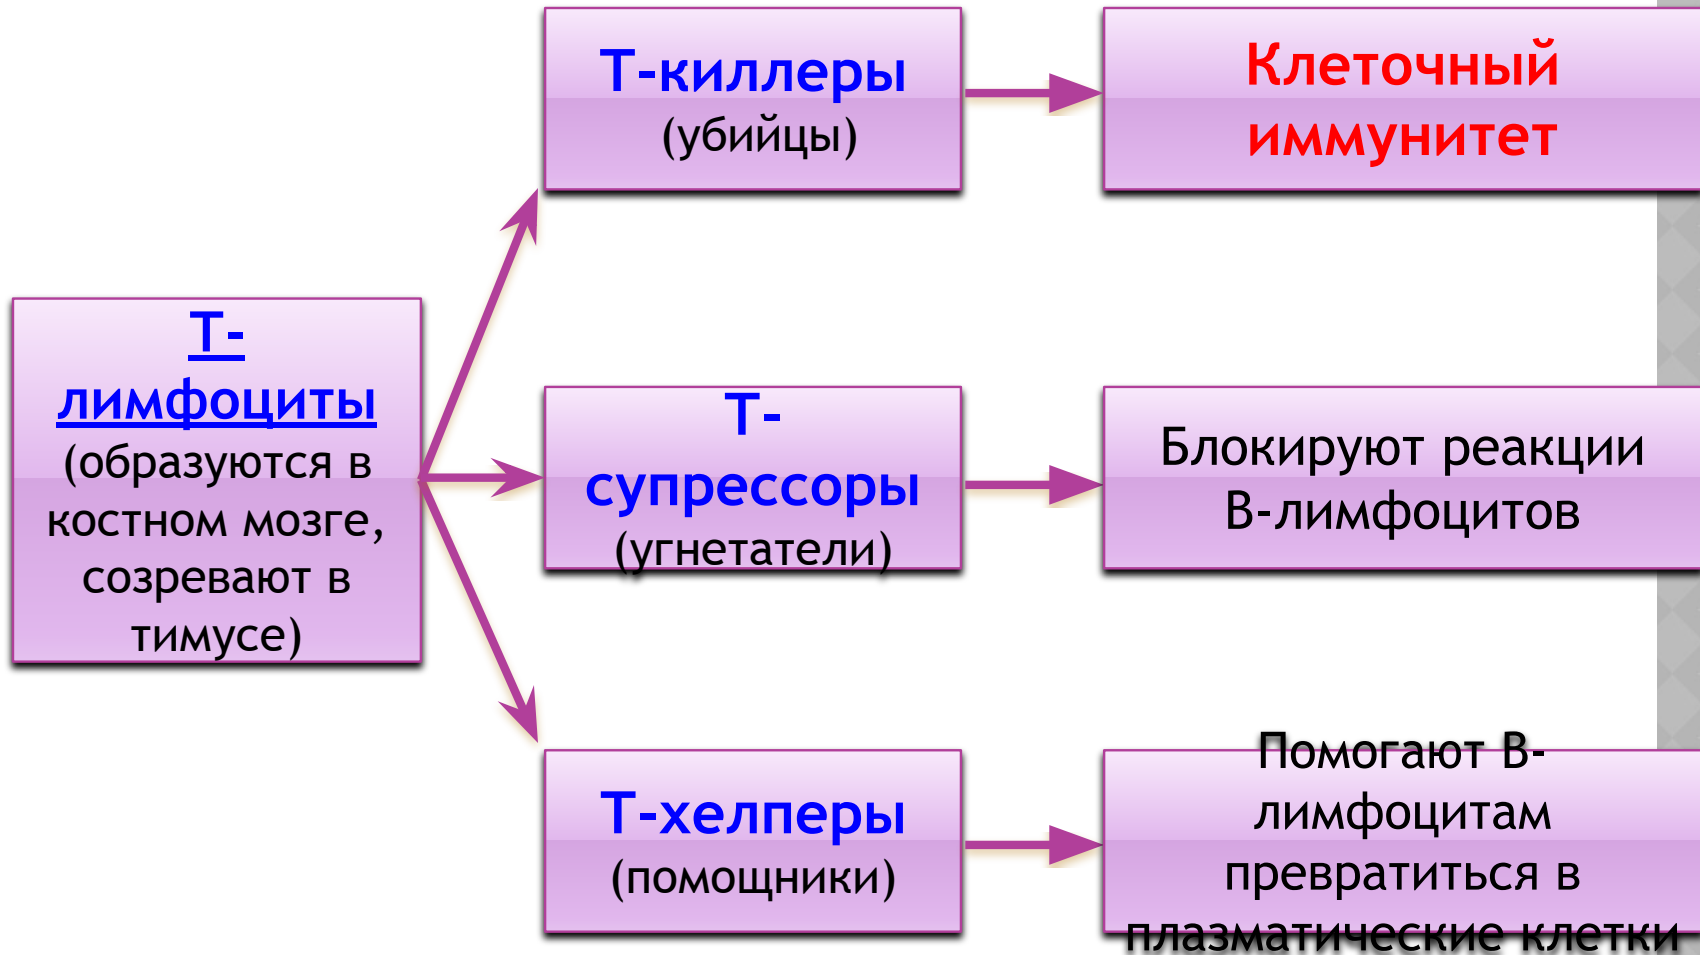 Т-киллеры
(убийцы)
Клеточный
иммунитет
Т-
лимфоциты
(образуются в
костном мозге,
созревают в
тимусе)
Т-
супрессоры
(угнетатели)
Блокируют реакции
В-лимфоцитов
Т-хелперы
(помощники)
Помогают В-
лимфоцитам
превратиться в
плазматические клетки